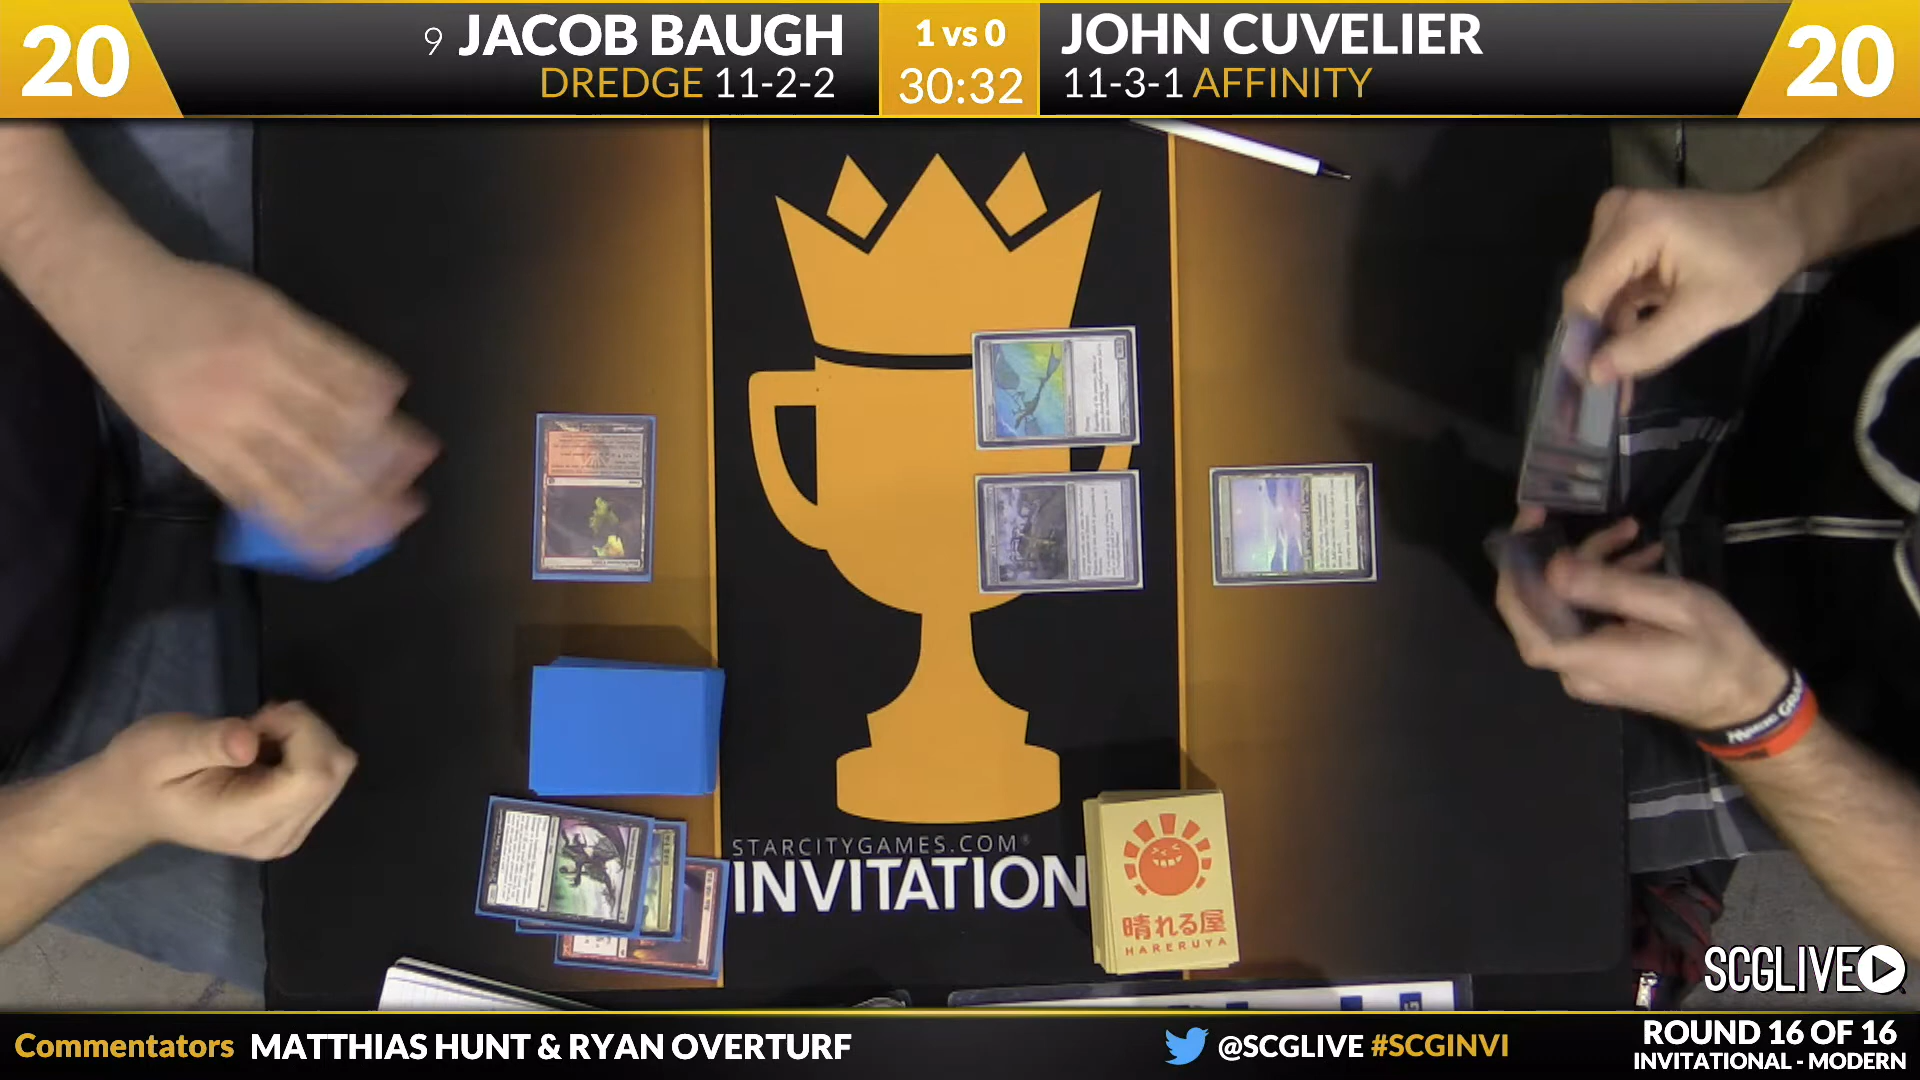 20
9 JACOB BAUGH
DREDGE 11-2-2
1 vs 0
30:32
JOHN CUVELIER
11-3-1 AFFINITY
20
STARCITYGAMES.COM®
INVITATION
晴れる屋
HARERUYA
SCGLIVE
Commentators MATTHIAS HUNT & RYAN OVERTURF
@SCGLIVE #SCGINVI
ROUND 16 OF 16
INVITATIONAL - MODERN